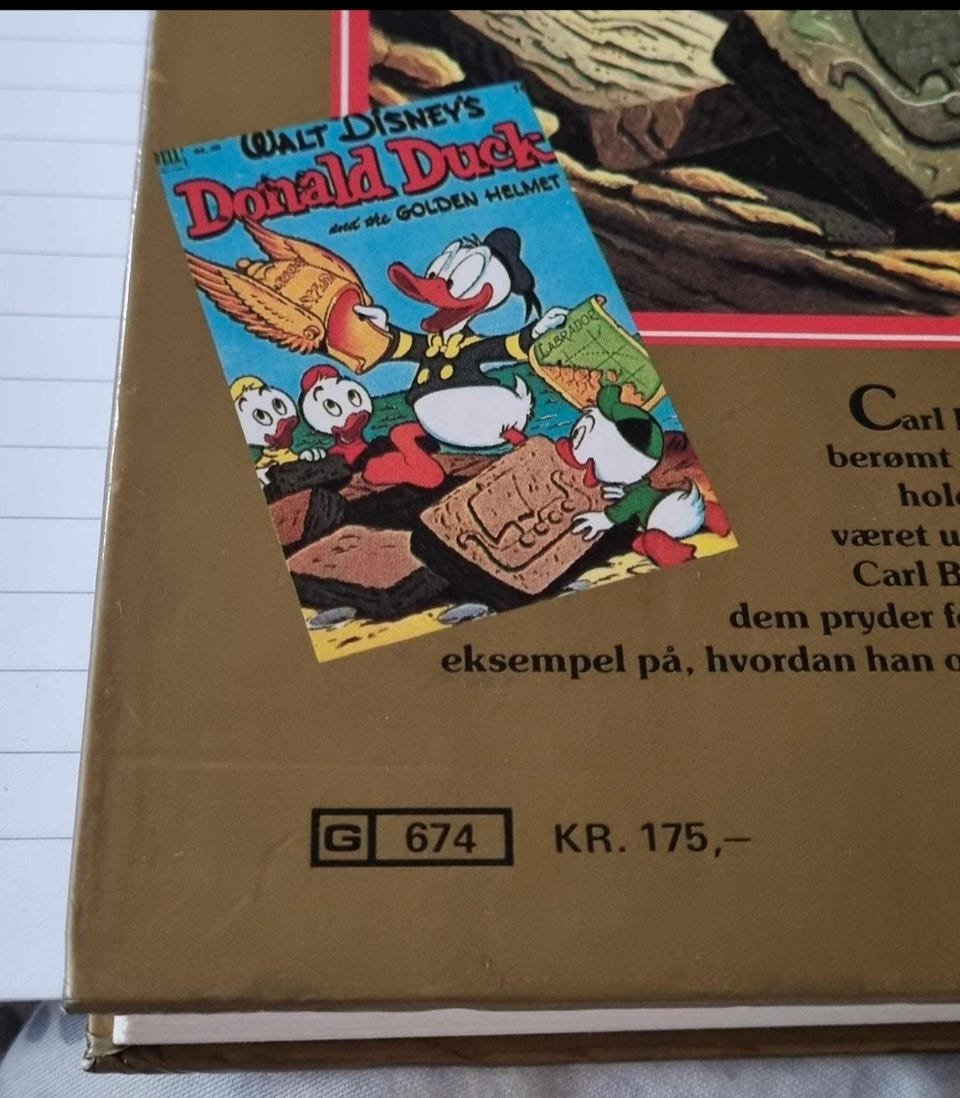 DELL
WALT DISNEY'S
Donald Duck
and the GOLDEN HELMET
LABRADOR
Carl
berømt
hol
været u
Carl B
dem pryder f
eksempel på, hvordan han o
G 674 KR. 175,–